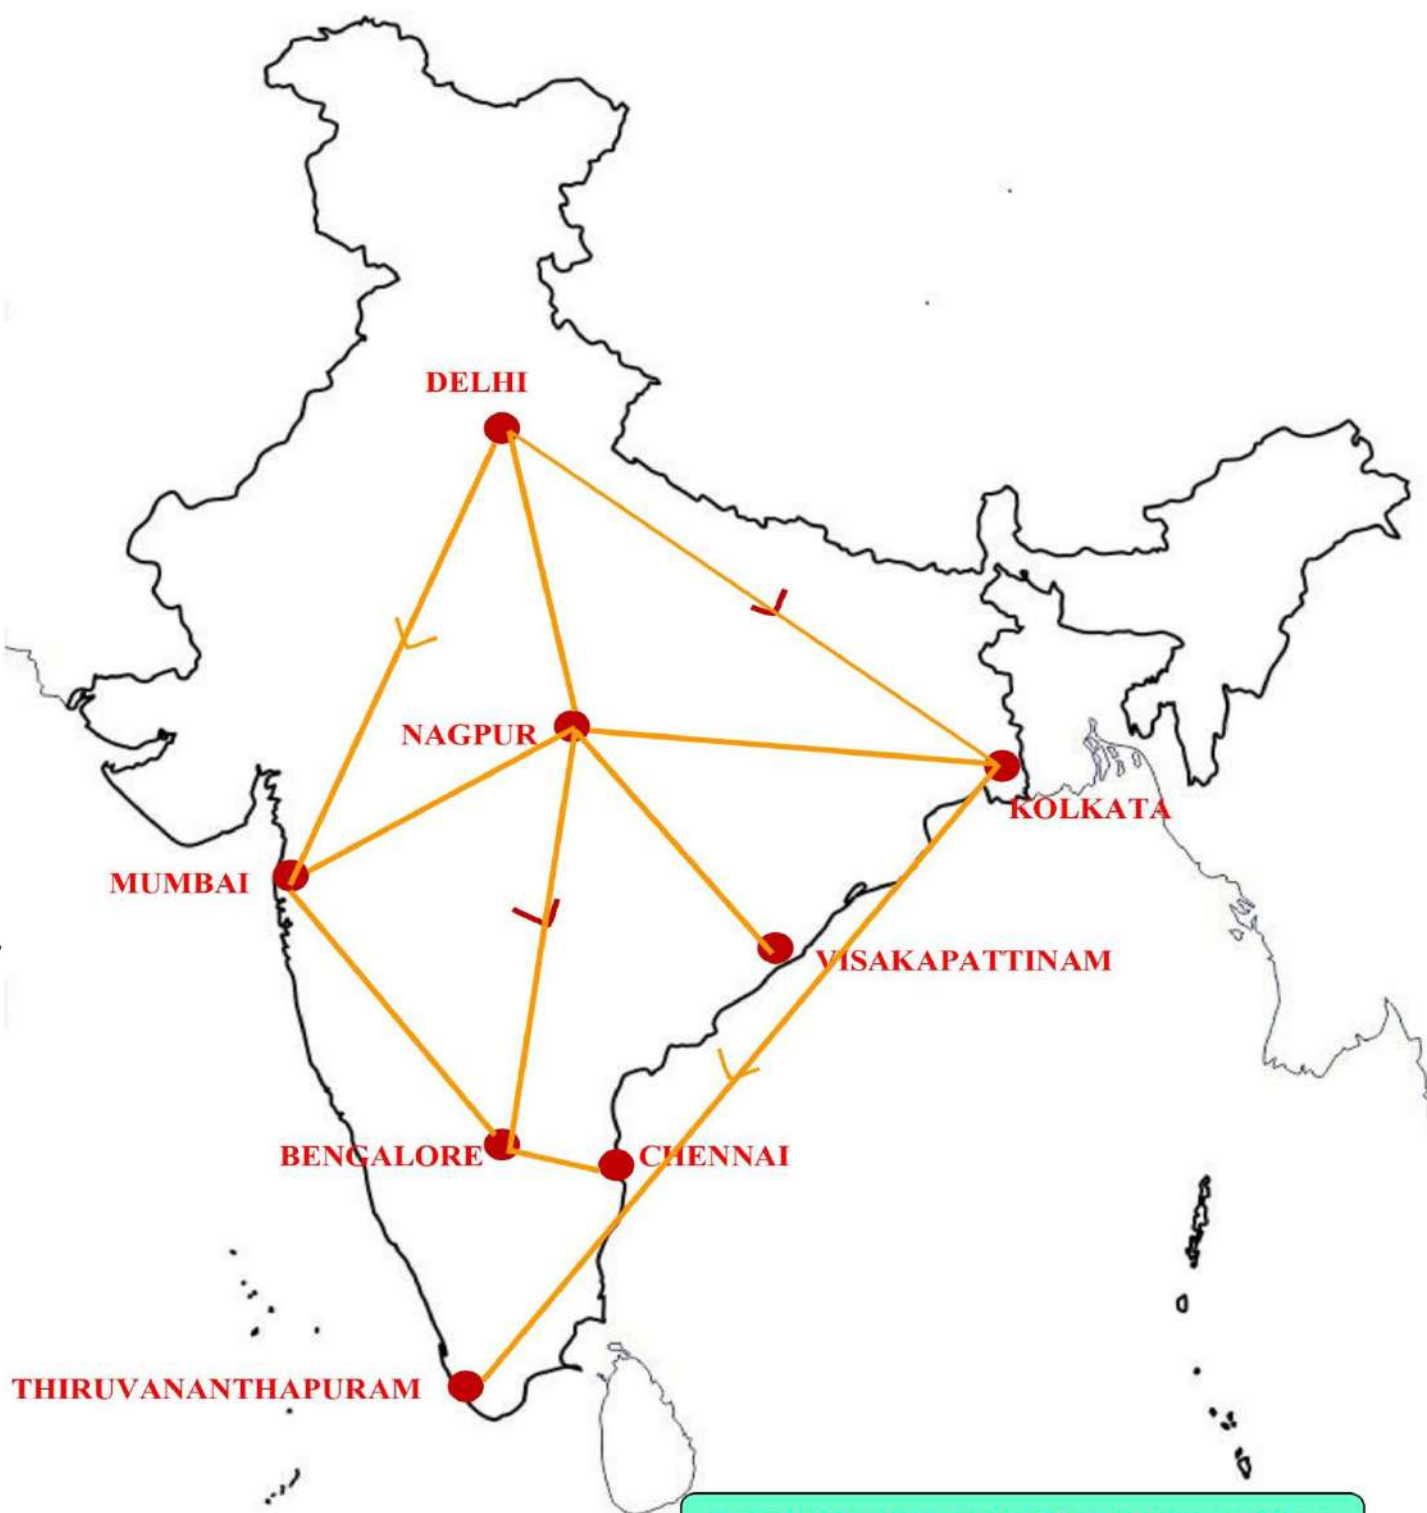 DELHI
NAGPUR
KOLKATA
MUMBAI
VISAKAPATTINAM
BENGALORE
CHENNAI
THIRUVANANTHAPURAM